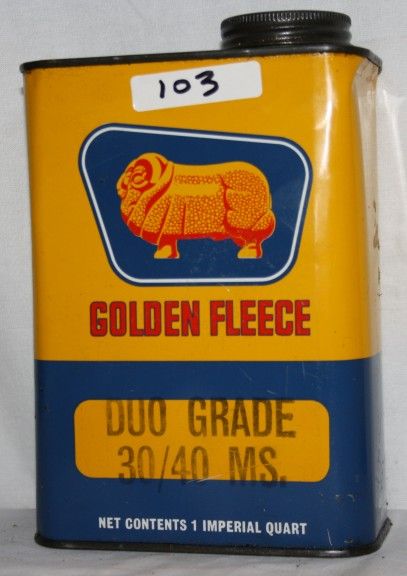 103
GOLDEN FLEECE
DUO GRADE
30/40 MS.
NET CONTENTS 1 IMPERIAL QUART